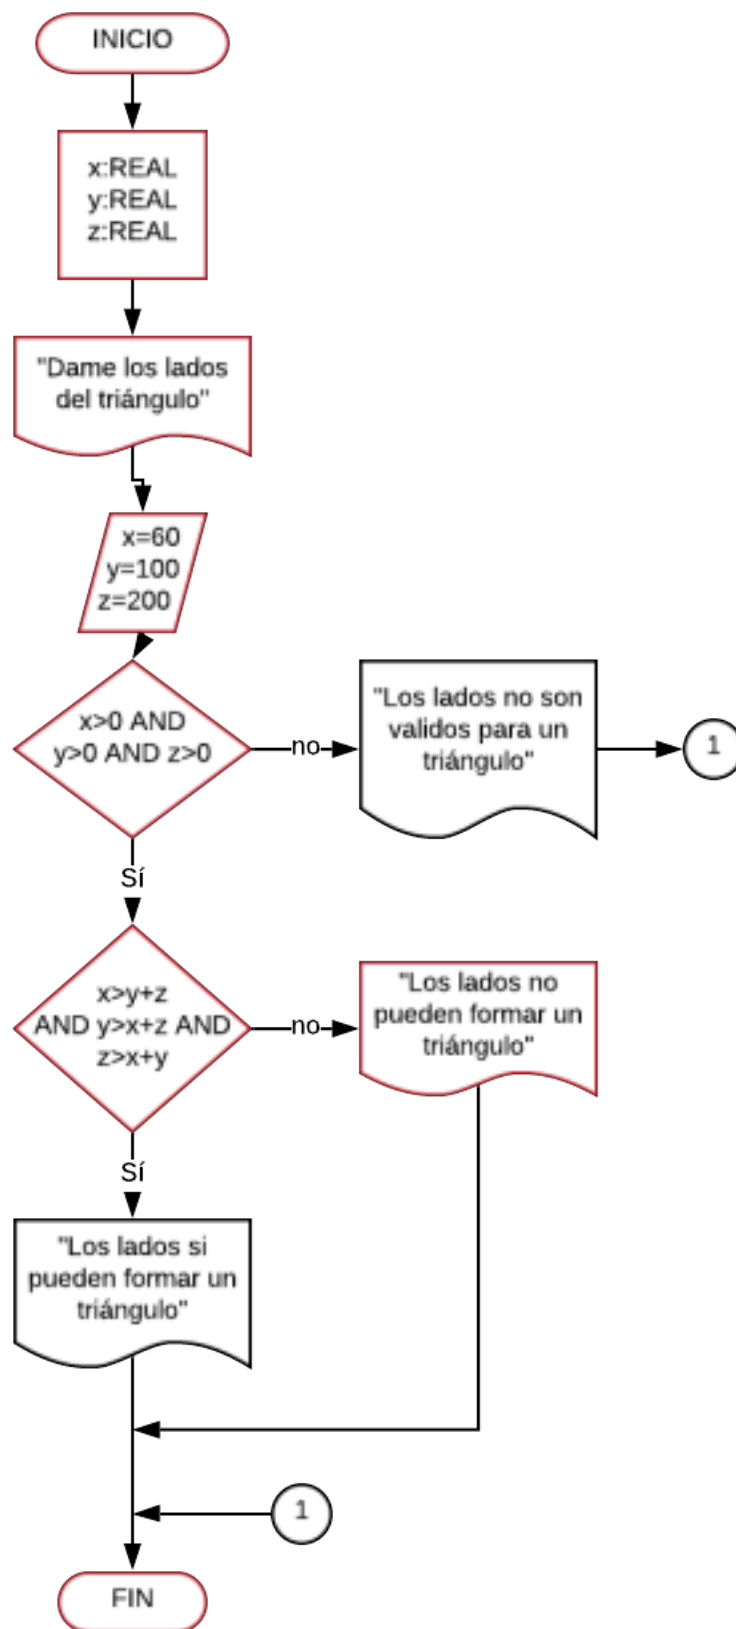 INICIO
x:REAL
y:REAL
z:REAL
"Dame los lados
del triángulo"
x=60
y=100
z=200
x>0 AND
y>0 AND z>0
no
"Los lados no son
validos para un
triángulo"
1
Sí
x>y+z
AND y>x+z AND
z>x+y
no
"Los lados no
pueden formar un
triángulo"
Sí
"Los lados si
pueden formar un
triángulo"
1
FIN